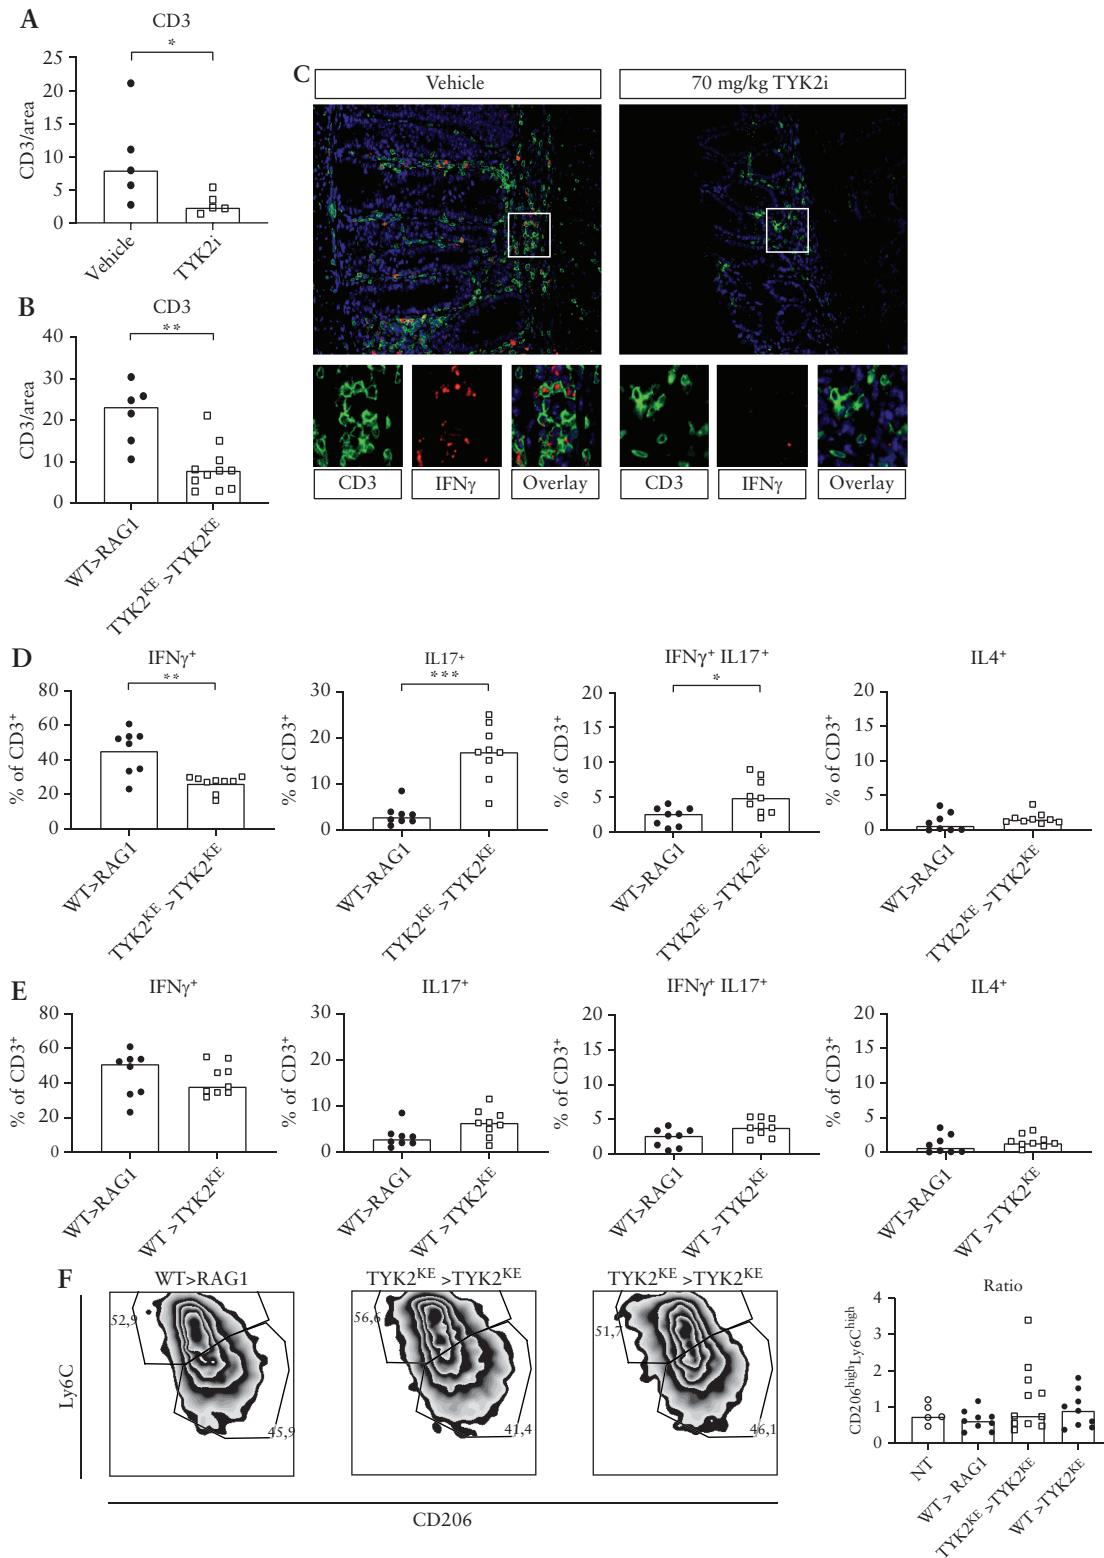 A
CD3
*
CD3/area
25
20
15
10
5
0
Vehicle
TYK2i
B
CD3
**
CD3/area
40
30
20
10
0
WT>RAG1
TYK2KE >TYK2KE
C
Vehicle
70 mg/kg TYK2i
CD3
IFNγ
Overlay
CD3
IFNγ
Overlay
D
IFNγ+
**
% of CD3+
80
60
40
20
0
WT>RAG1
TYK2KE >TYK2KE
IL17+
***
% of CD3+
30
20
10
0
WT>RAG1
TYK2KE >TYK2KE
IFNγ+ IL17+
*
% of CD3+
20
15
10
5
0
WT>RAG1
TYK2KE >TYK2KE
IL4+
% of CD3+
20
15
10
5
0
WT>RAG1
TYK2KE >TYK2KE
E
IFNγ+
% of CD3+
80
60
40
20
0
WT>RAG1
WT >TYK2KE
IL17+
% of CD3+
30
20
10
0
WT>RAG1
WT >TYK2KE
IFNγ+ IL17+
% of CD3+
20
15
10
5
0
WT>RAG1
WT >TYK2KE
IL4+
% of CD3+
20
15
10
5
0
WT>RAG1
WT >TYK2KE
F
WT>RAG1
TYK2KE >TYK2KE
TYK2KE >TYK2KE
Ly6C
52,9
45,9
56,6
41,4
51,7
46,1
CD206
Ratio
CD206highLy6Chigh
4
3
2
1
0
NT
WT > RAG1
TYK2KE >TYK2KE
WT >TYK2KE